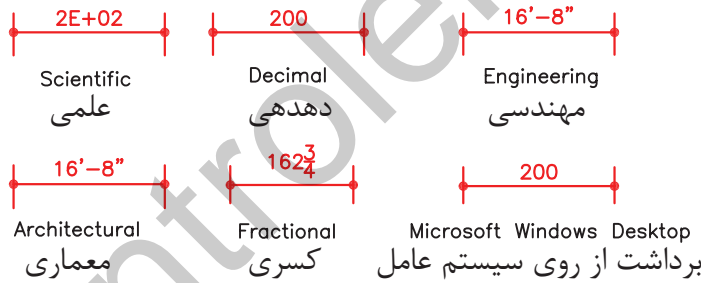 2E+02 200 16'-8"
Scientific Decimal Engineering
علمی دهدهی مهندسی
16'-8" 162 3/4 200
Architectural Fractional Microsoft Windows Desktop
معماری کسری برداشت از روی سیستم عامل